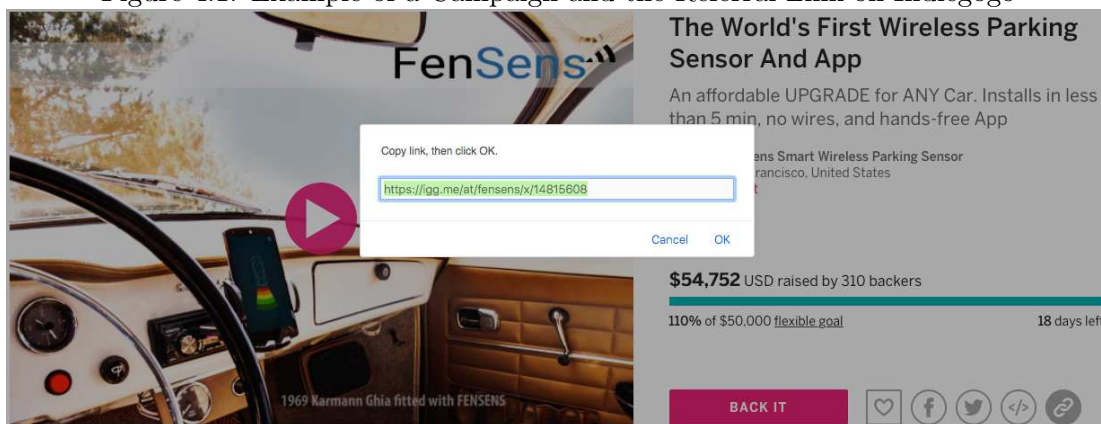 FenSens
1969 Karmann Ghia fitted with FENSENS
Copy link, then click OK.
https://igg.me/at/fensens/x/14815608
Cancel OK
The World's First Wireless Parking
Sensor And App
An affordable UPGRADE for ANY Car. Installs in less
than 5 min, no wires, and hands-free App
Smart Wireless Parking Sensor
United States
$54,752 USD raised by 310 backers
110% of $50,000 flexible goal
18 days left
BACK IT